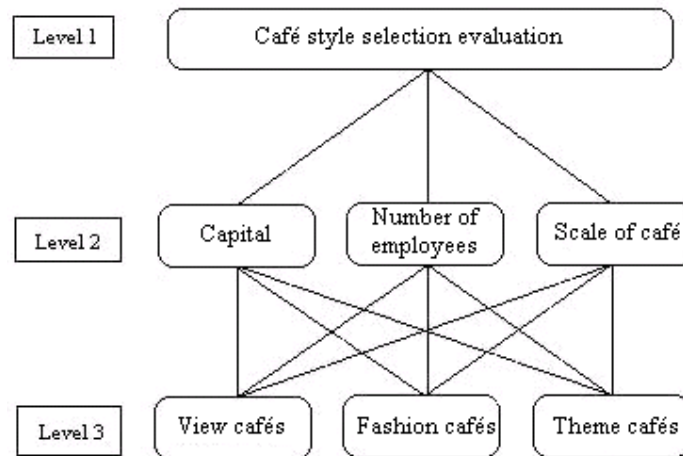 Level 1
Café style selection evaluation
Level 2
Capital
Number of
employees
Scale of café
Level 3
View cafés
Fashion cafés
Theme cafés